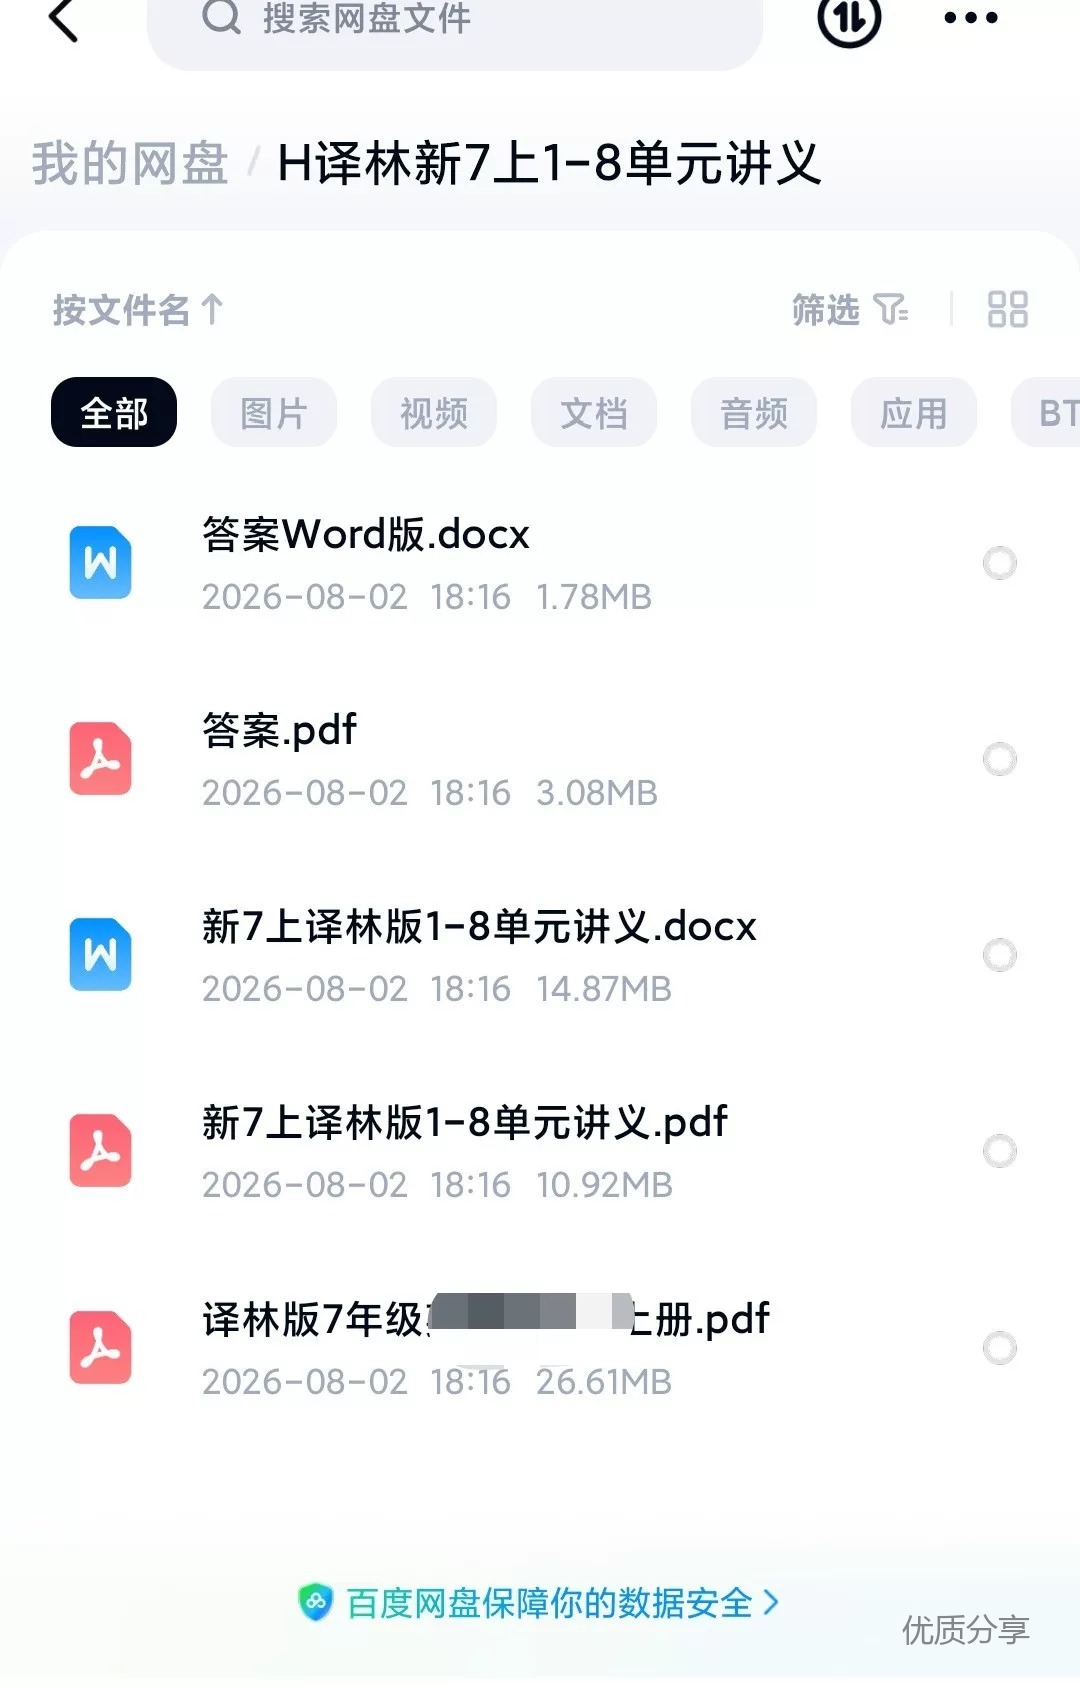 搜索网盘文件
我的网盘 / H译林新7上1-8单元讲义
按文件名↑ 筛选
全部 图片 视频 文档 音频 应用 BT
答案Word版.docx
2026-08-02 18:16 1.78MB
答案.pdf
2026-08-02 18:16 3.08MB
新7上译林版1-8单元讲义.docx
2026-08-02 18:16 14.87MB
新7上译林版1-8单元讲义.pdf
2026-08-02 18:16 10.92MB
译林版7年级 上册.pdf
2026-08-02 18:16 26.61MB
百度网盘保障你的数据安全
优质分享